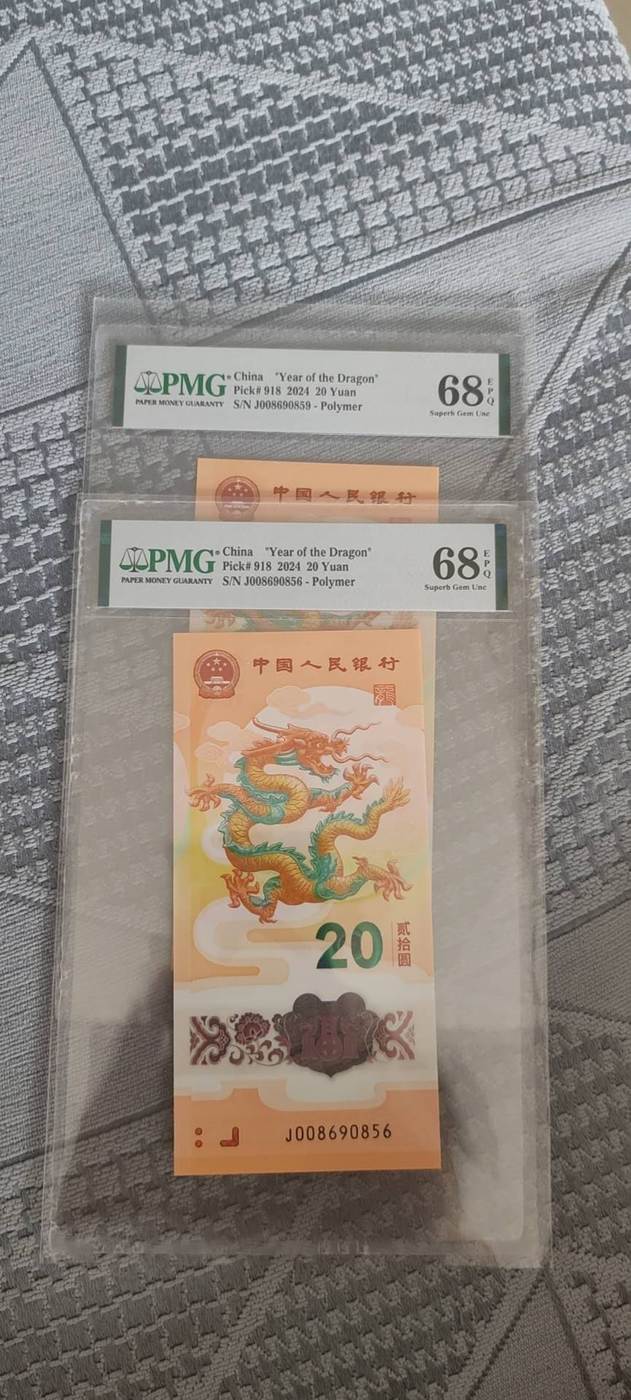 PMG China "Year of the Dragon"
Pick# 918 2024 20 Yuan
PAPER MONEY GUARANTY S/N J008690859 - Polymer
68 EPQ
Superb Gem Unc
中国人民银行
PMG China "Year of the Dragon"
Pick# 918 2024 20 Yuan
PAPER MONEY GUARANTY S/N J008690856 - Polymer
68 EPQ
Superb Gem Unc
中国人民银行
20 贰拾圆
J008690856